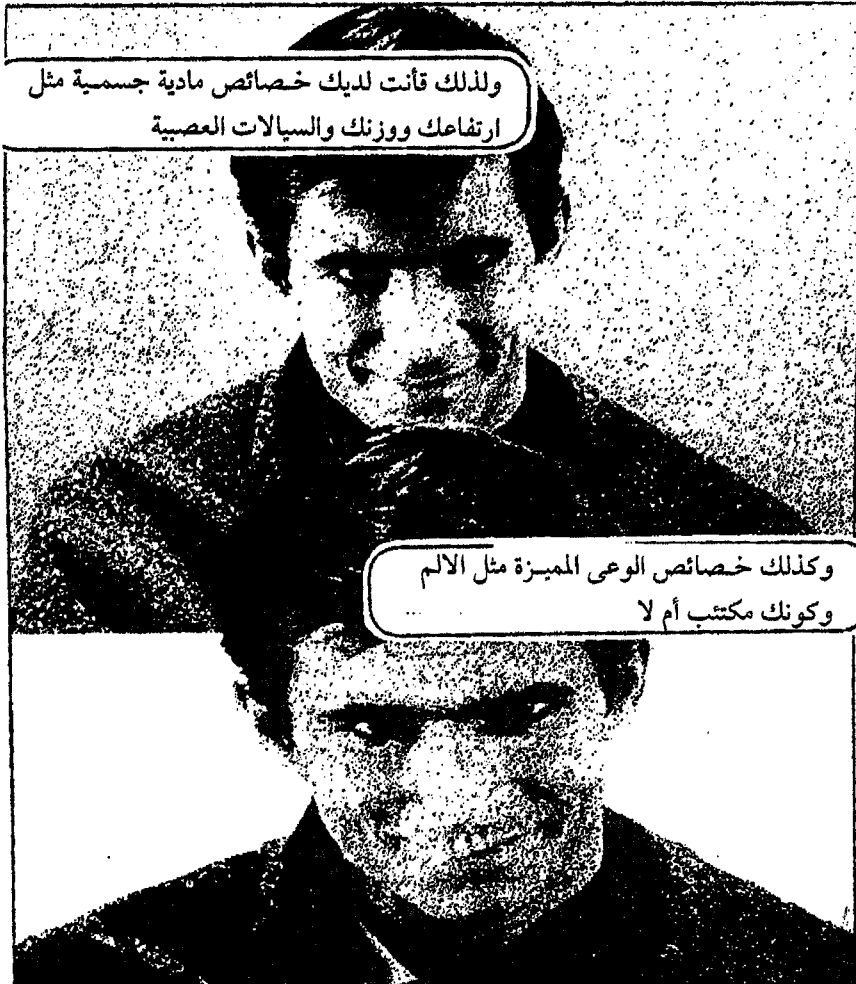 ولذلك قأنت لديك خصائص مادية جسمية مثل
ارتفاعك ووزنك والسيالات العصبية
وكذلك خصائص الوعى المميزة مثل الالم
وكونك مكتئب أم لا ...